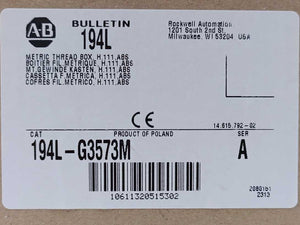 A-B
BULLETIN
194L
Rockwell Automation
1201 South 2nd St.
Milwaukee, WI 53204 USA
METRIC THREAD BOX, H.111,ABS
BOITIER FIL.METRIQUE, H.111,ABS
MT.GEWINDE KASTEN, H.111,ABS
CASSETTA F.METRICA, H.111,ABS
COFRES FIL.METRICO, H.111,ABS
CE
14.615.792-02
CAT
PRODUCT OF POLAND
SER
194L-G3573M
A
10611320515302
2080151
2313